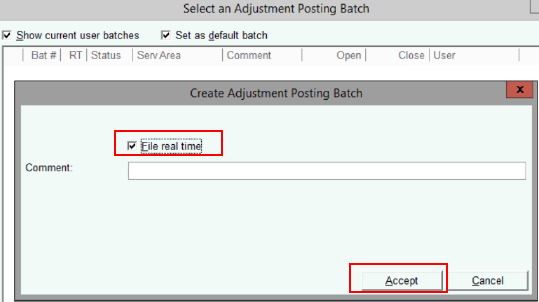 Select an Adjustment Posting Batch
Show current user batches Set as default batch
Bat # RT Status Serv Area Comment Open Close User
Create Adjustment Posting Batch x
File real time
Comment:
Accept Cancel